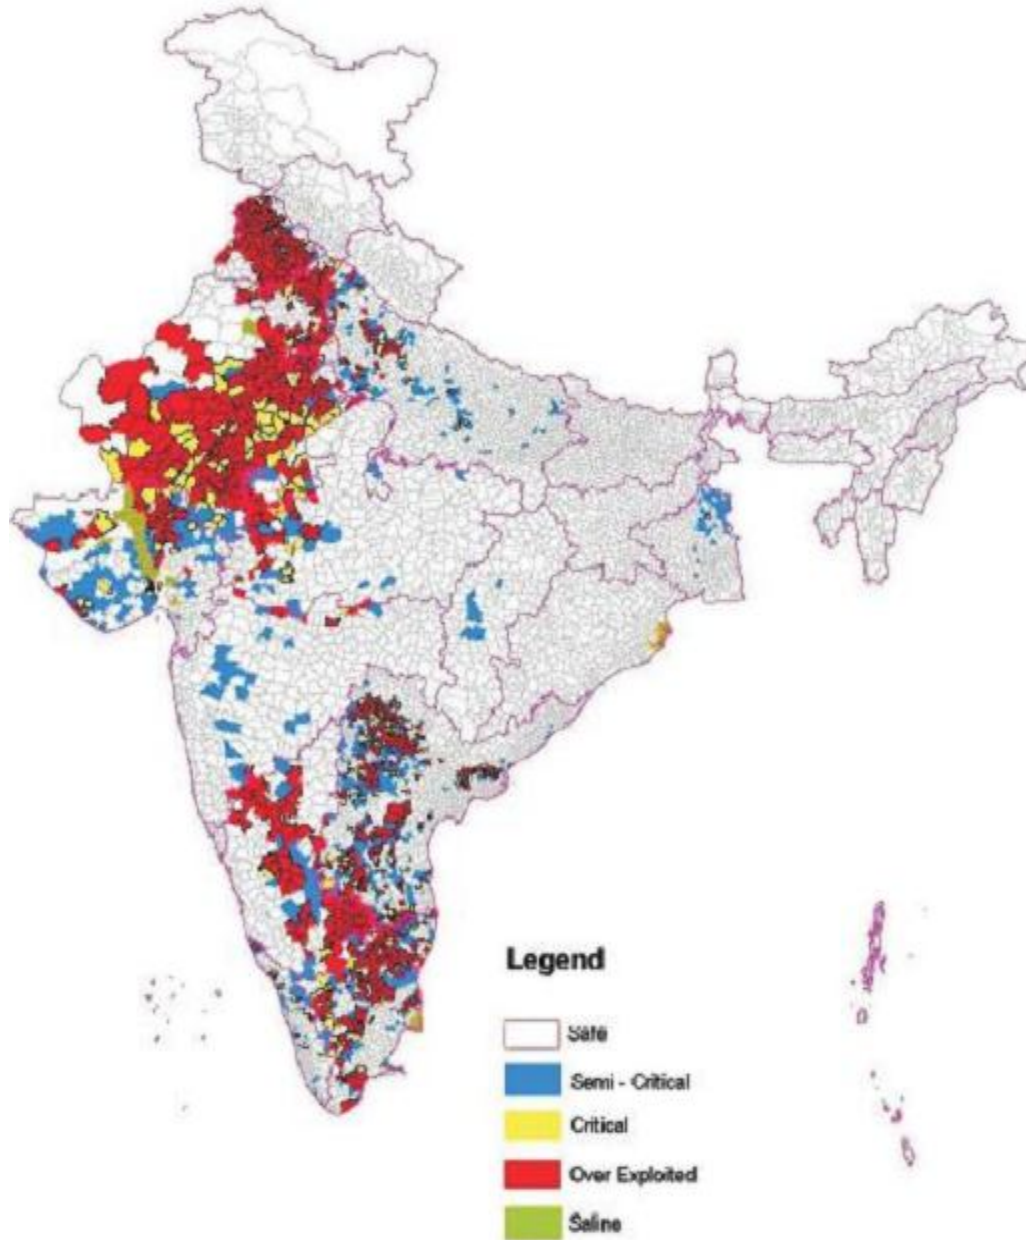 Legend
Safe
Semi - Critical
Critical
Over Exploited
Saline